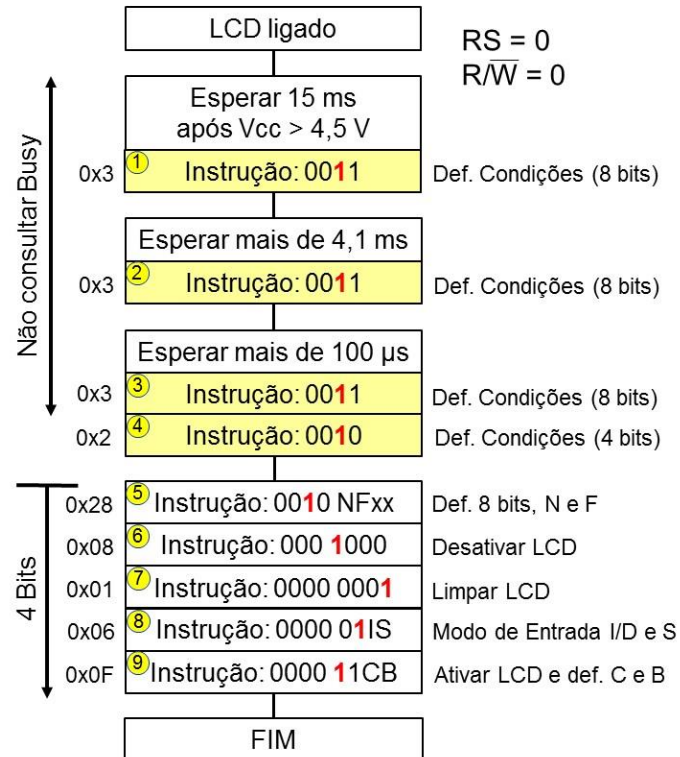 LCD ligado
RS = 0
R/W̅ = 0
Não consultar Busy
Esperar 15 ms
após Vcc > 4,5 V
0x3 1 Instrução: 0011 Def. Condições (8 bits)
Esperar mais de 4,1 ms
0x3 2 Instrução: 0011 Def. Condições (8 bits)
Esperar mais de 100 µs
0x3 3 Instrução: 0011 Def. Condições (8 bits)
0x2 4 Instrução: 0010 Def. Condições (4 bits)
4 Bits
0x28 5 Instrução: 0010 NFxx Def. 8 bits, N e F
0x08 6 Instrução: 000 1000 Desativar LCD
0x01 7 Instrução: 0000 0001 Limpar LCD
0x06 8 Instrução: 0000 01IS Modo de Entrada I/D e S
0x0F 9 Instrução: 0000 11CB Ativar LCD e def. C e B
FIM